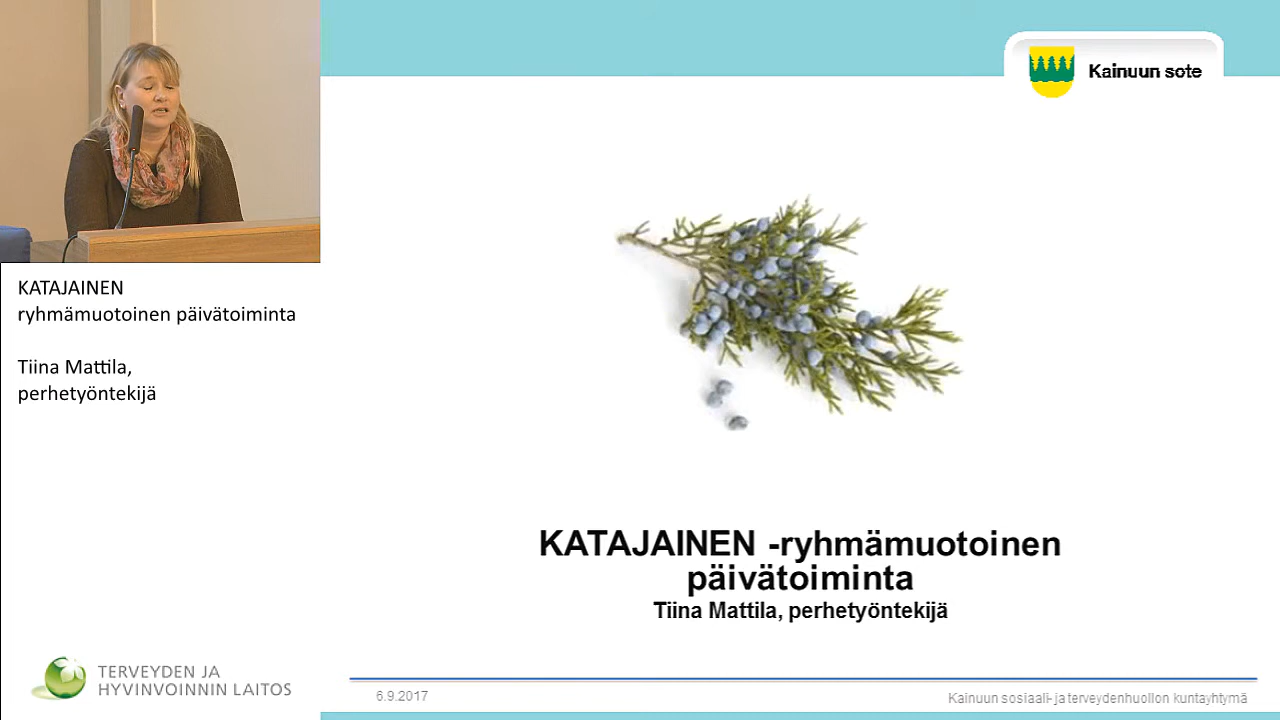 Kainuun sote
KATAJAINEN
ryhmämuotoinen päivätoiminta
Tiina Mattila,
perhetyöntekijä
KATAJAINEN -ryhmämuotoinen
päivätoiminta
Tiina Mattila, perhetyöntekijä
TERVEYDEN JA
HYVINVOINNIN LAITOS
6.9.2017
Kainuun sosiaali- ja terveydenhuollon kuntayhtymä